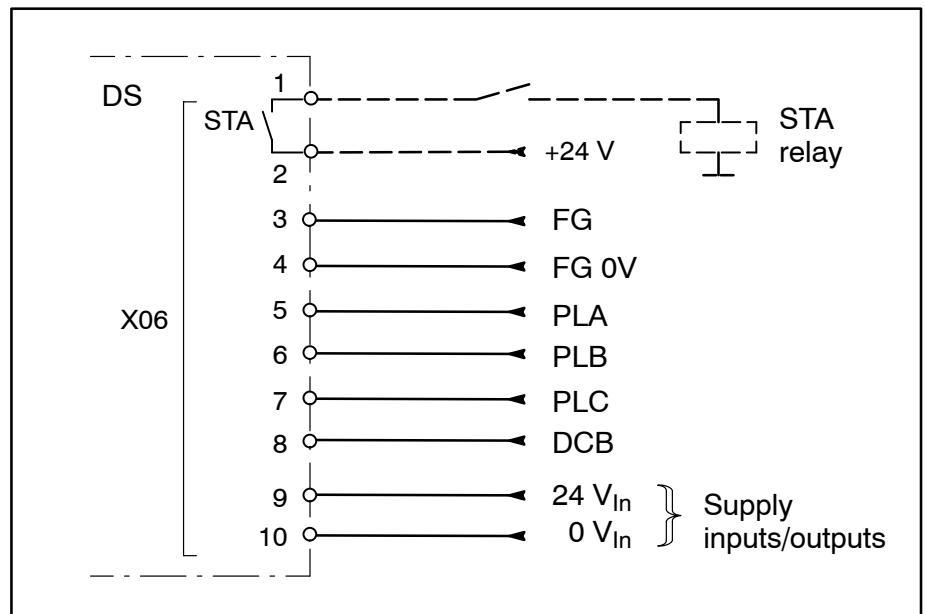 DS
1
STA
STA
relay
2
+24 V
3
FG
4
FG 0V
X06
5
PLA
6
PLB
7
PLC
8
DCB
9
24 VIn
10
0 VIn
Supply
inputs/outputs